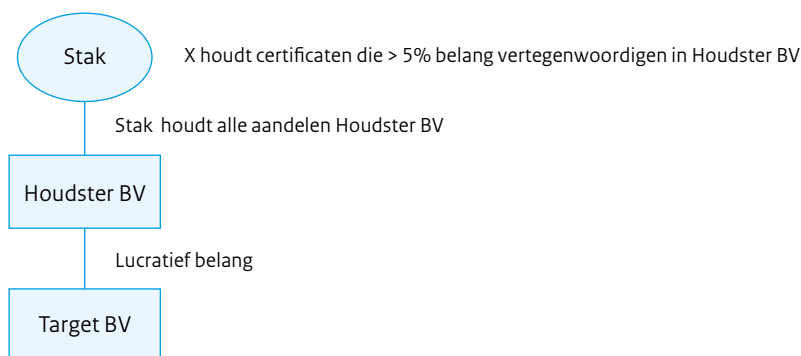 Stak
X houdt certificaten die > 5% belang vertegenwoordigen in Houdster BV
Stak houdt alle aandelen Houdster BV
Houdster BV
Lucratief belang
Target BV